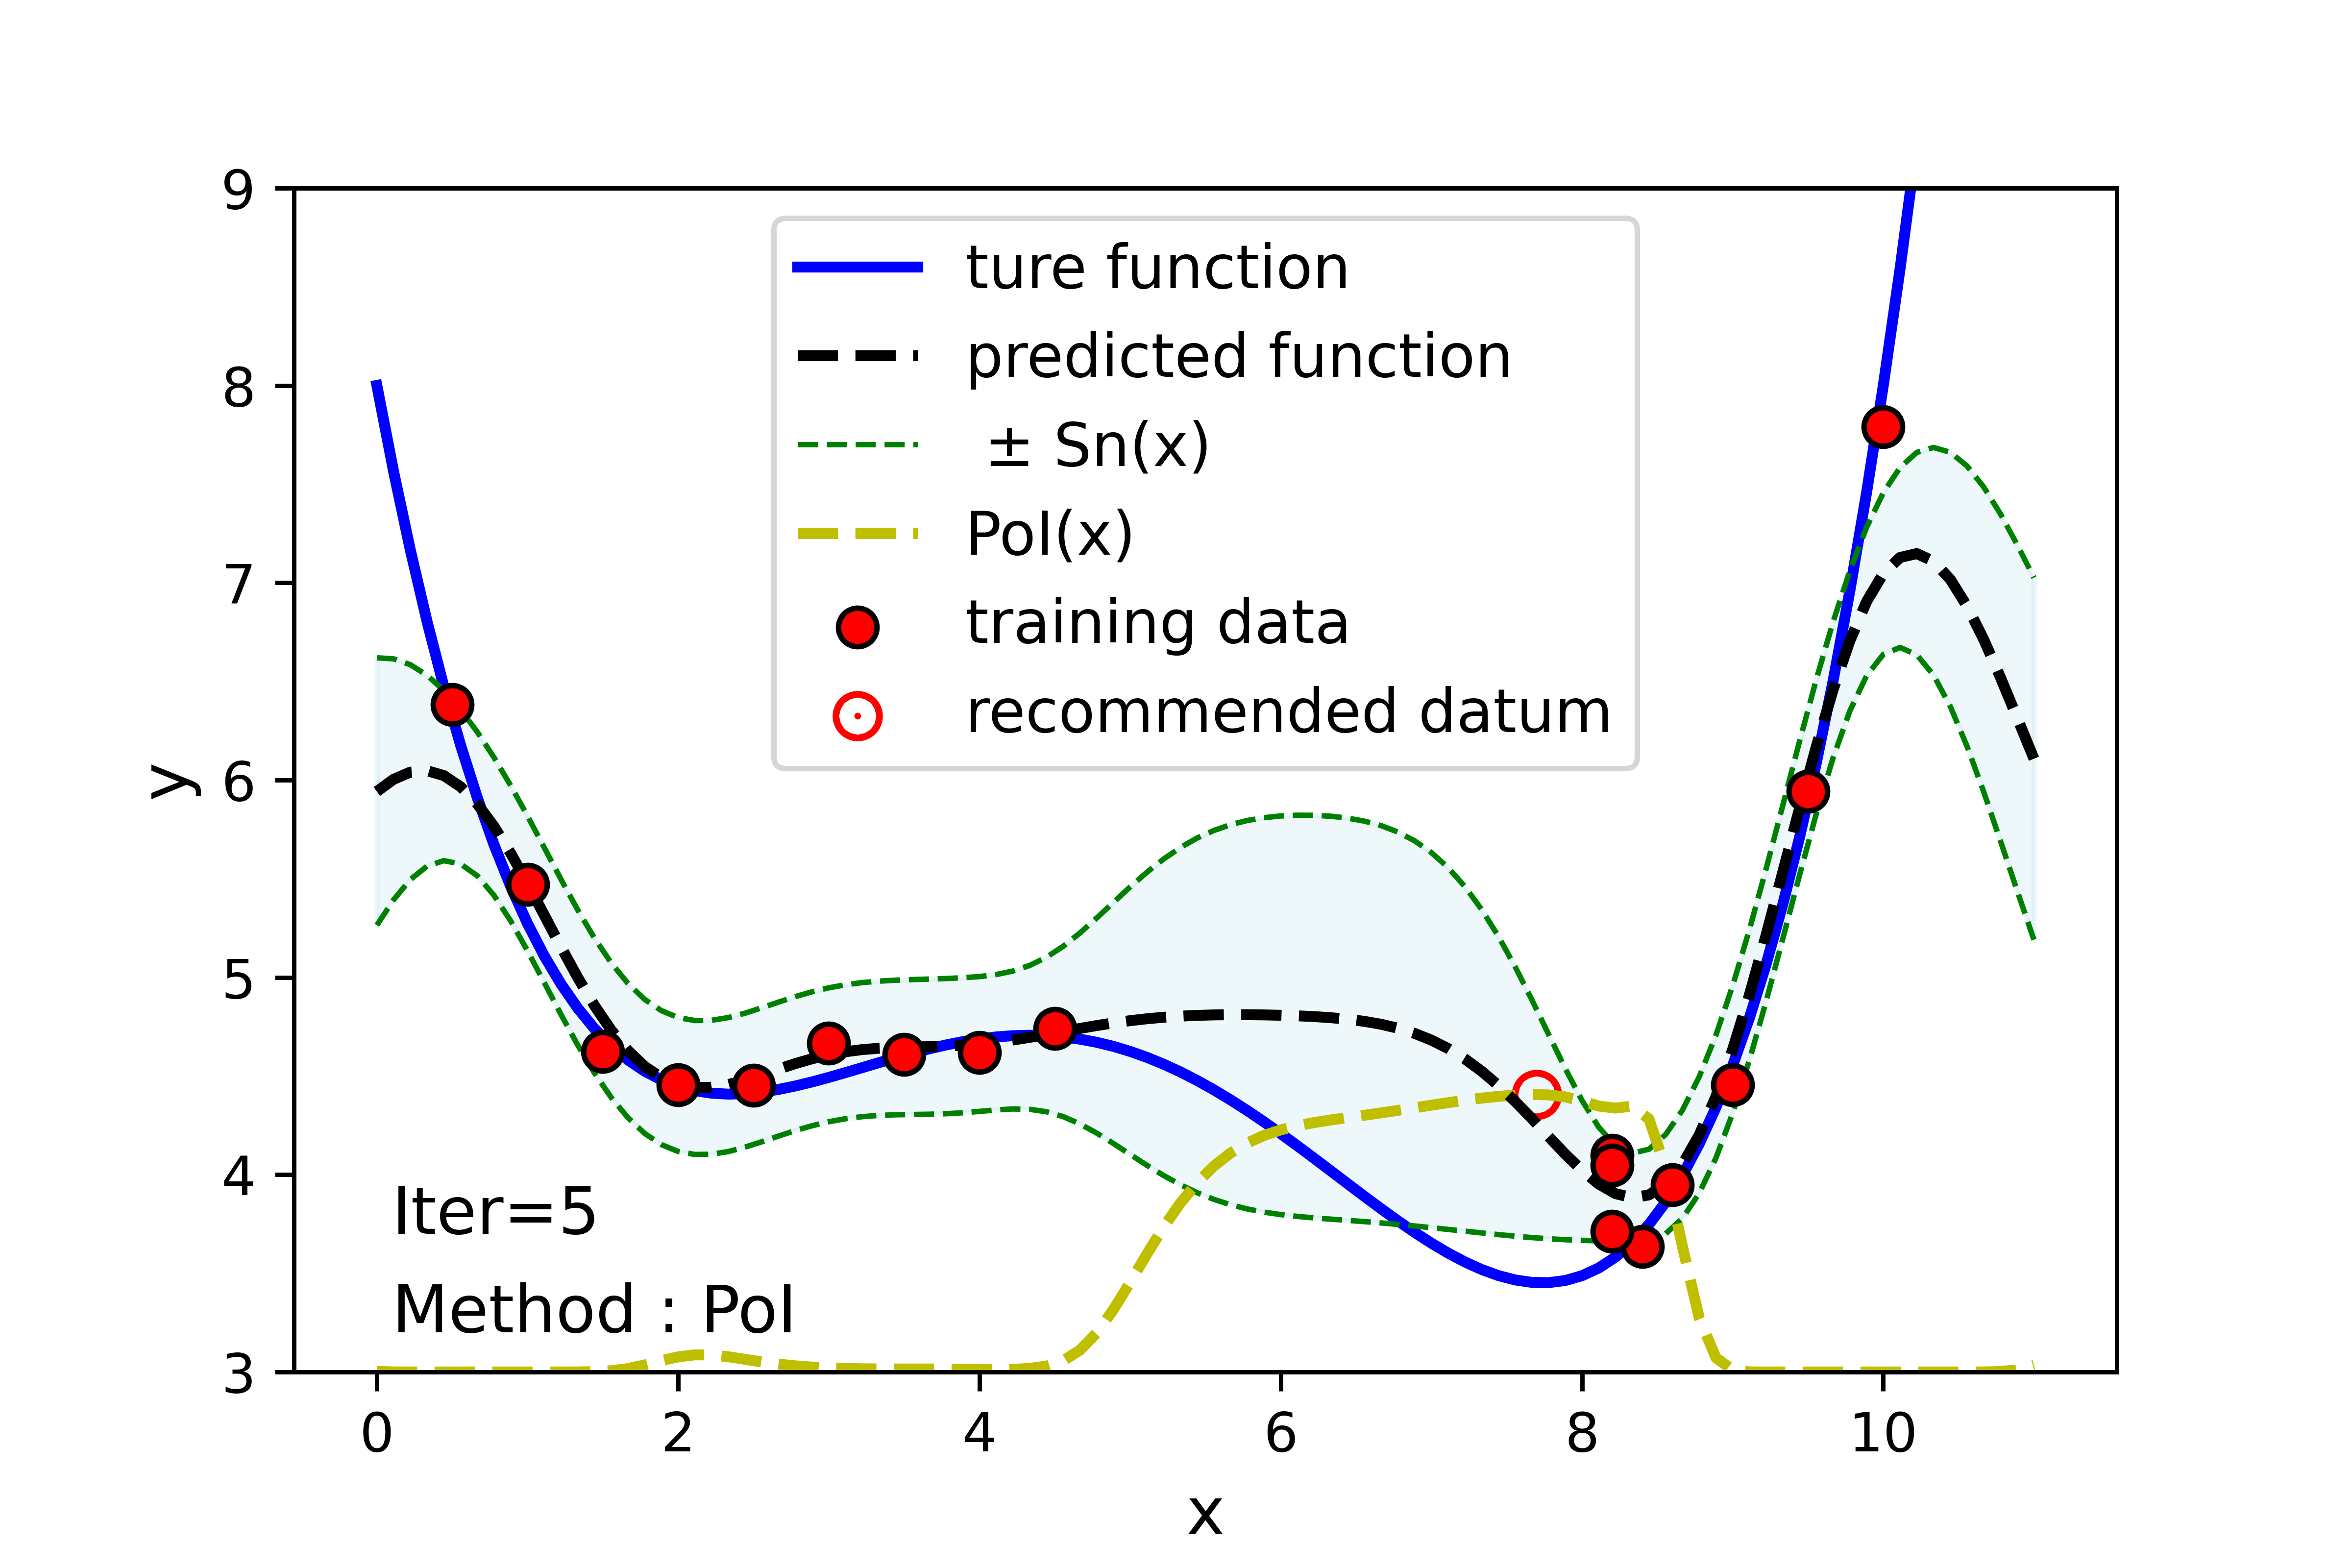 9
8
7
6
5
4
3
y
ture function
predicted function
± Sn(x)
PoI(x)
training data
recommended datum
Iter=5
Method : PoI
0 2 4 6 8 10
x